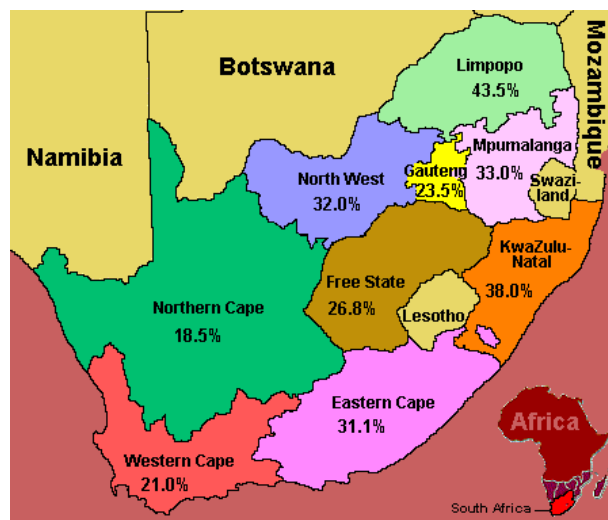 Botswana
Namibia
Mozambique
Limpopo
43.5%
Mpumalanga
33.0%
Gauteng
23.5%
Swazi-
land
North West
32.0%
KwaZulu-
Natal
38.0%
Free State
26.8%
Lesotho
Northern Cape
18.5%
Eastern Cape
31.1%
Western Cape
21.0%
Africa
South Africa